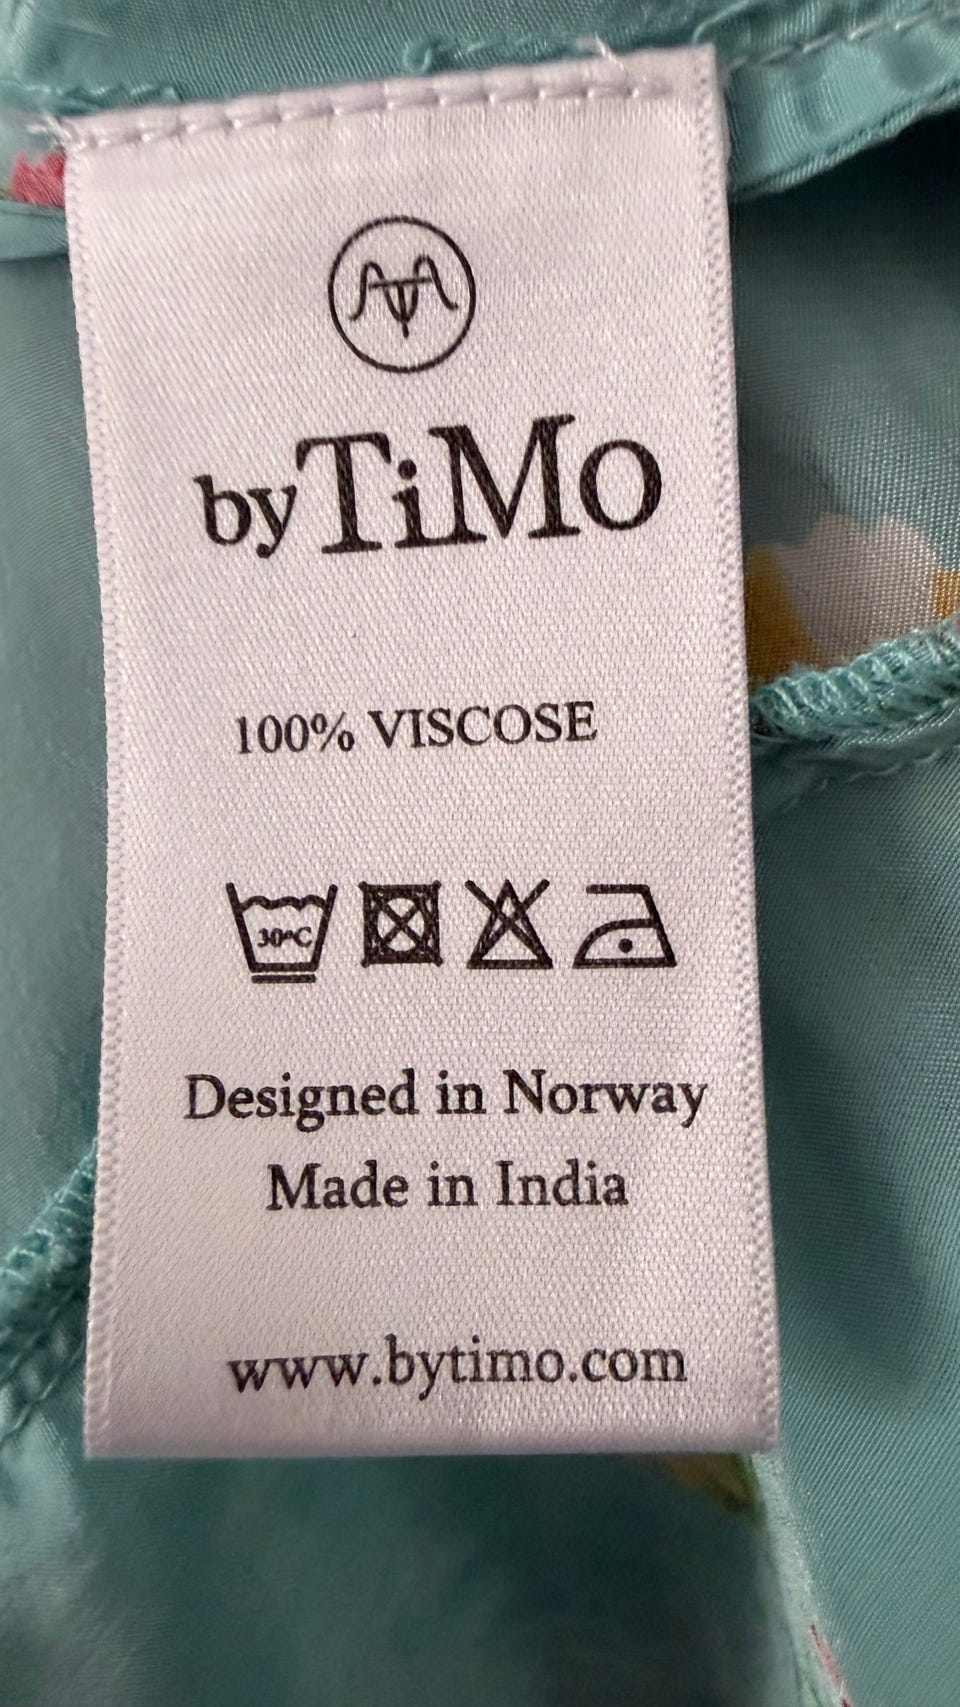 byTiMo
100% VISCOSE
30°C
Designed in Norway
Made in India
www.bytimo.com